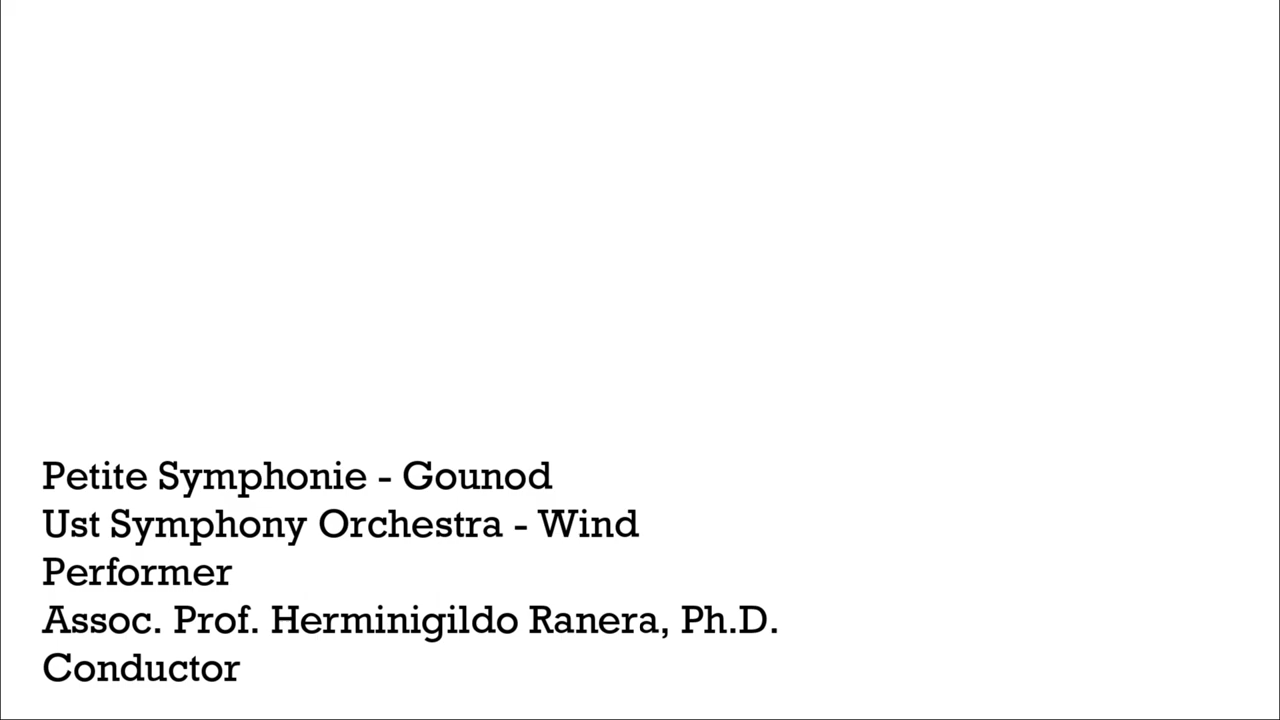 Petite Symphonie - Gounod
Ust Symphony Orchestra - Wind
Performer
Assoc. Prof. Herminigildo Ranera, Ph.D.
Conductor